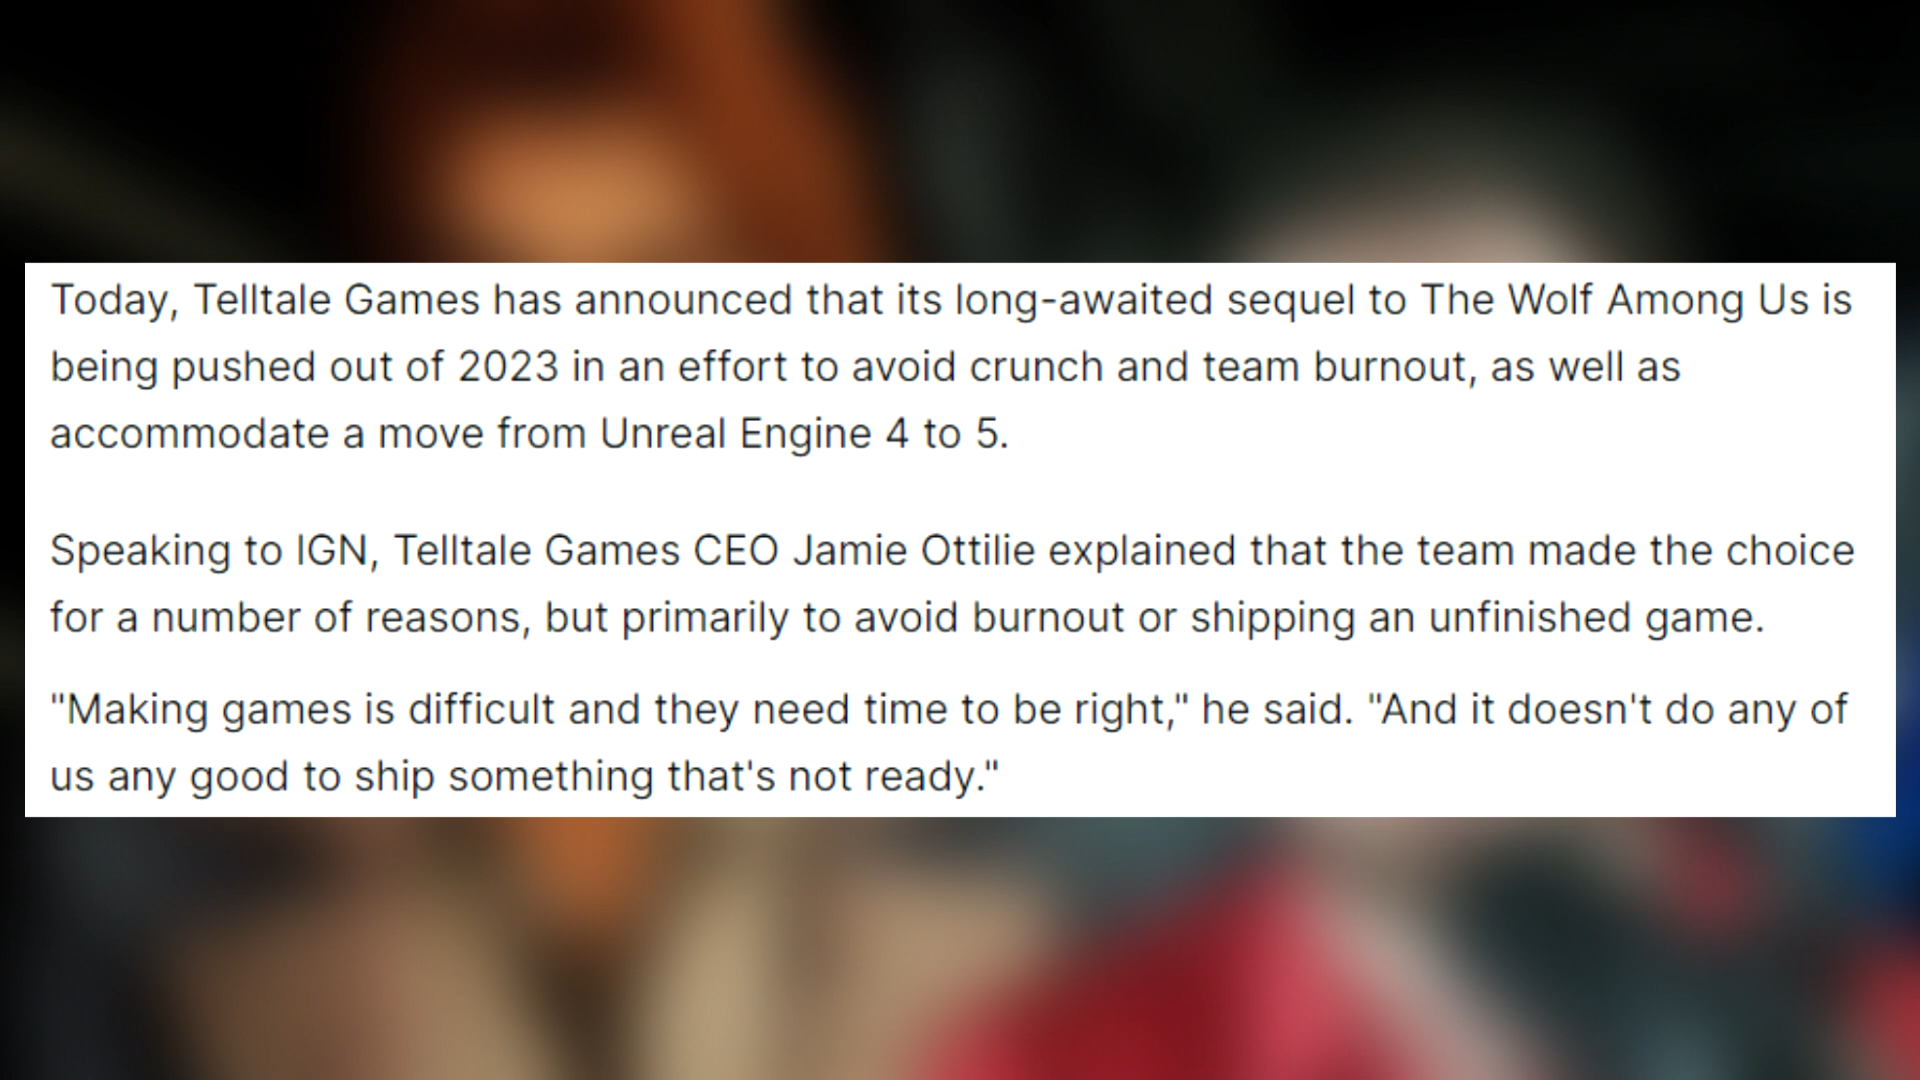 Today, Telltale Games has announced that its long-awaited sequel to The Wolf Among Us is
being pushed out of 2023 in an effort to avoid crunch and team burnout, as well as
accommodate a move from Unreal Engine 4 to 5.
Speaking to IGN, Telltale Games CEO Jamie Ottilie explained that the team made the choice
for a number of reasons, but primarily to avoid burnout or shipping an unfinished game.
"Making games is difficult and they need time to be right," he said. "And it doesn't do any of
us any good to ship something that's not ready."